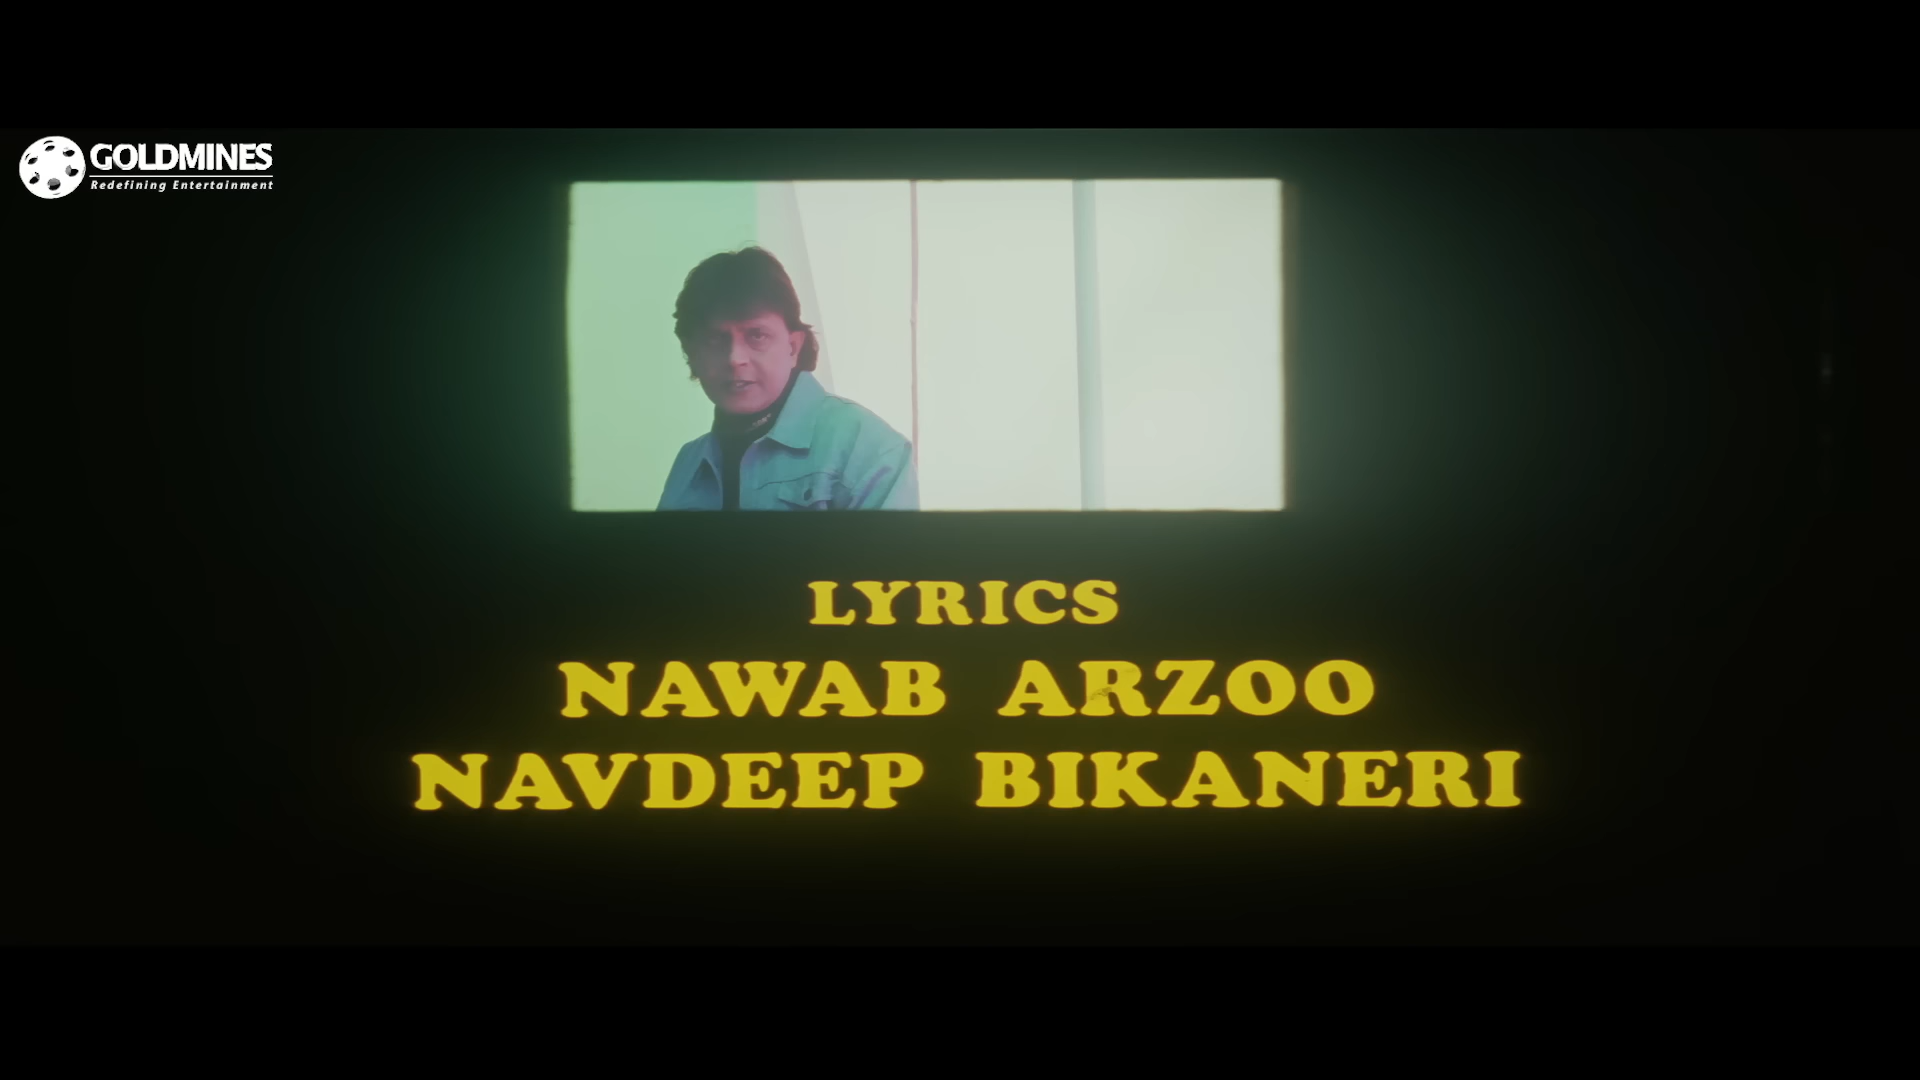 GOLDMINES
Redefining Entertainment
LYRICS
NAWAB ARZOO
NAVDEEP BIKANERI